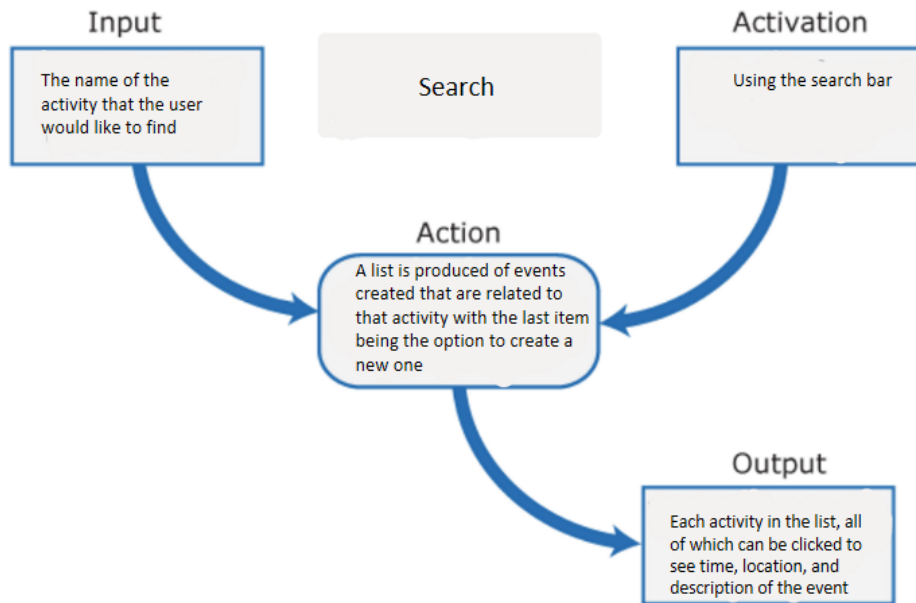 Input
The name of the
activity that the user
would like to find
Search
Activation
Using the search bar
Action
A list is produced of events
created that are related to
that activity with the last item
being the option to create a
new one
Output
Each activity in the list, all
of which can be clicked to
see time, location, and
description of the event